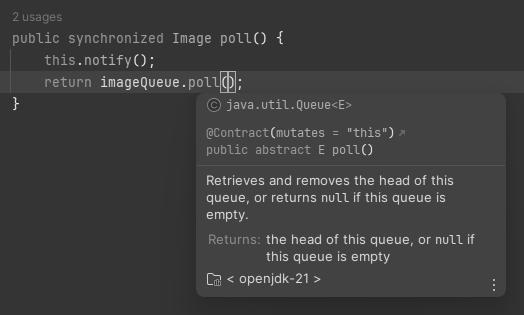 2 usages
public synchronized Image poll() {
this.notify();
return imageQueue.poll();
}
java.util.Queue<E>
@Contract(mutates = "this") ↗
public abstract E poll()
Retrieves and removes the head of this
queue, or returns null if this queue is
empty.
Returns: the head of this queue, or null if
this queue is empty
< openjdk-21 >